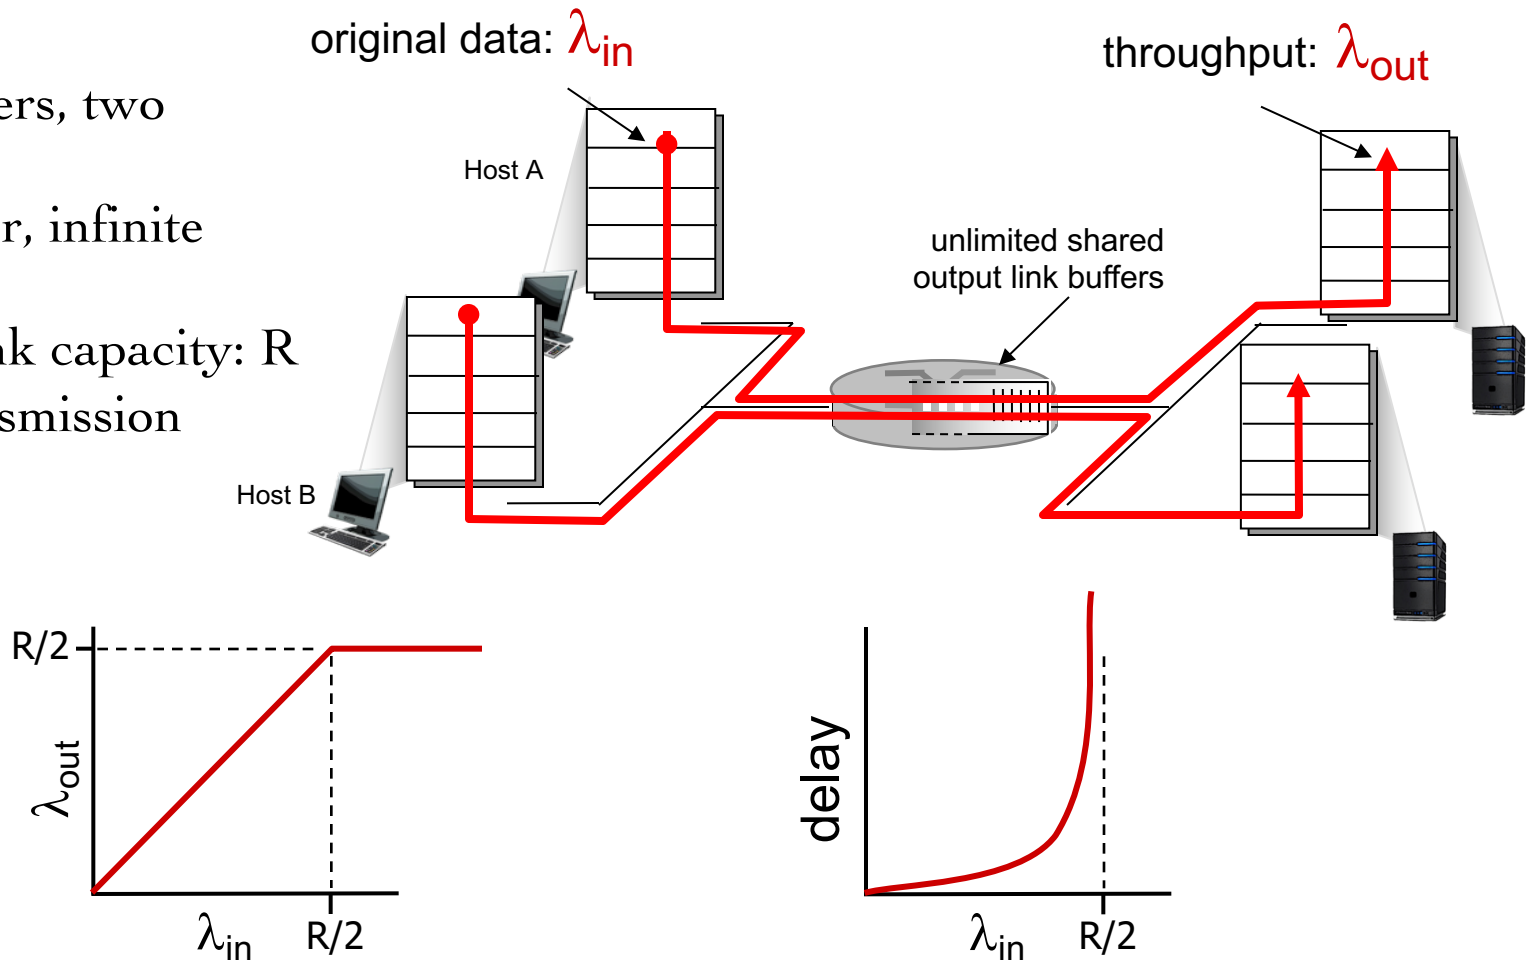 original data: λin
throughput: λout
ers, two
r, infinite
nk capacity: R
smission
Host A
unlimited shared
output link buffers
Host B
R/2
λout
λin R/2
delay
λin R/2